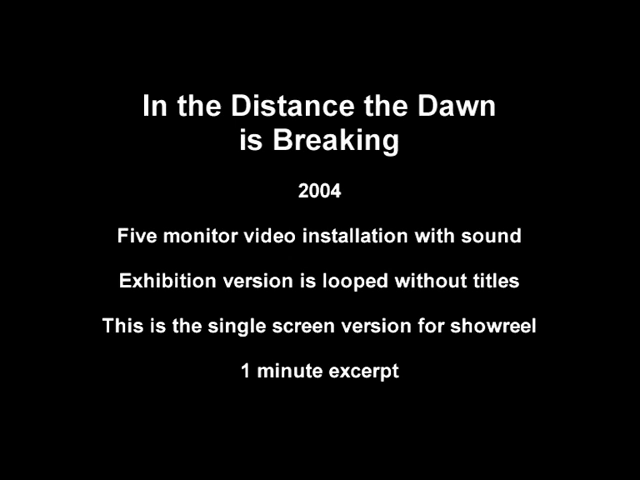 In the Distance the Dawn
is Breaking
2004
Five monitor video installation with sound
Exhibition version is looped without titles
This is the single screen version for showreel
1 minute excerpt